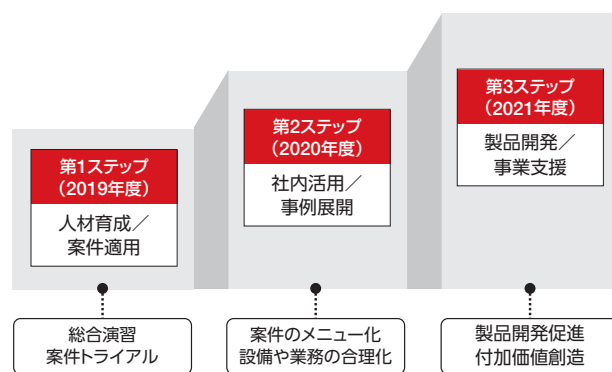 第1ステップ
（2019年度）
人材育成／
案件適用
総合演習
案件トライアル
第2ステップ
（2020年度）
社内活用／
事例展開
案件のメニュー化
設備や業務の合理化
第3ステップ
（2021年度）
製品開発／
事業支援
製品開発促進
付加価値創造